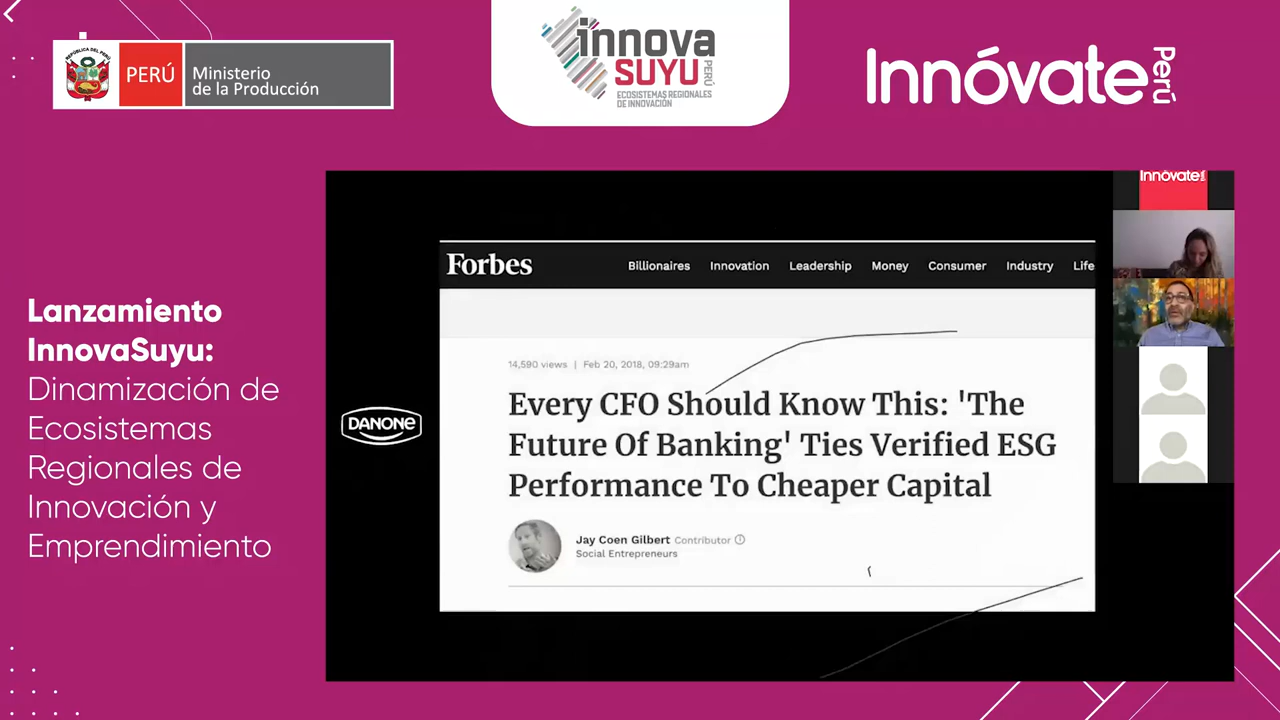 REPÚBLICA DEL PERÚ
PERÚ
Ministerio
de la Producción
innova
SUYU
PERÚ
ECOSISTEMAS REGIONALES
DE INNOVACIÓN
Innóvate
Perú
Lanzamiento
InnovaSuyu:
Dinamización de
Ecosistemas
Regionales de
Innovación y
Emprendimiento
DANONE
Forbes
Billionaires Innovation Leadership Money Consumer Industry Life
14,590 views | Feb 20, 2018, 09:29am
Every CFO Should Know This: 'The
Future Of Banking' Ties Verified ESG
Performance To Cheaper Capital
Jay Coen Gilbert Contributor
Social Entrepreneurs
Innóvate